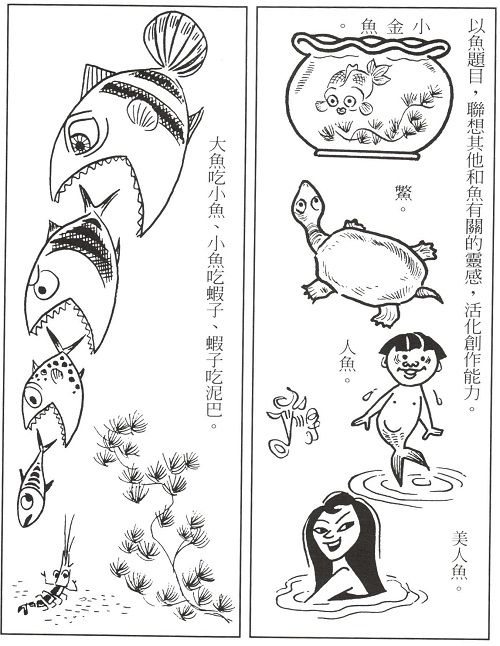 以魚題目，聯想其他和魚有關的靈感，活化創作能力。
小金魚。
鱉。
人魚。
美人魚。
大魚吃小魚、小魚吃蝦子、蝦子吃泥巴。